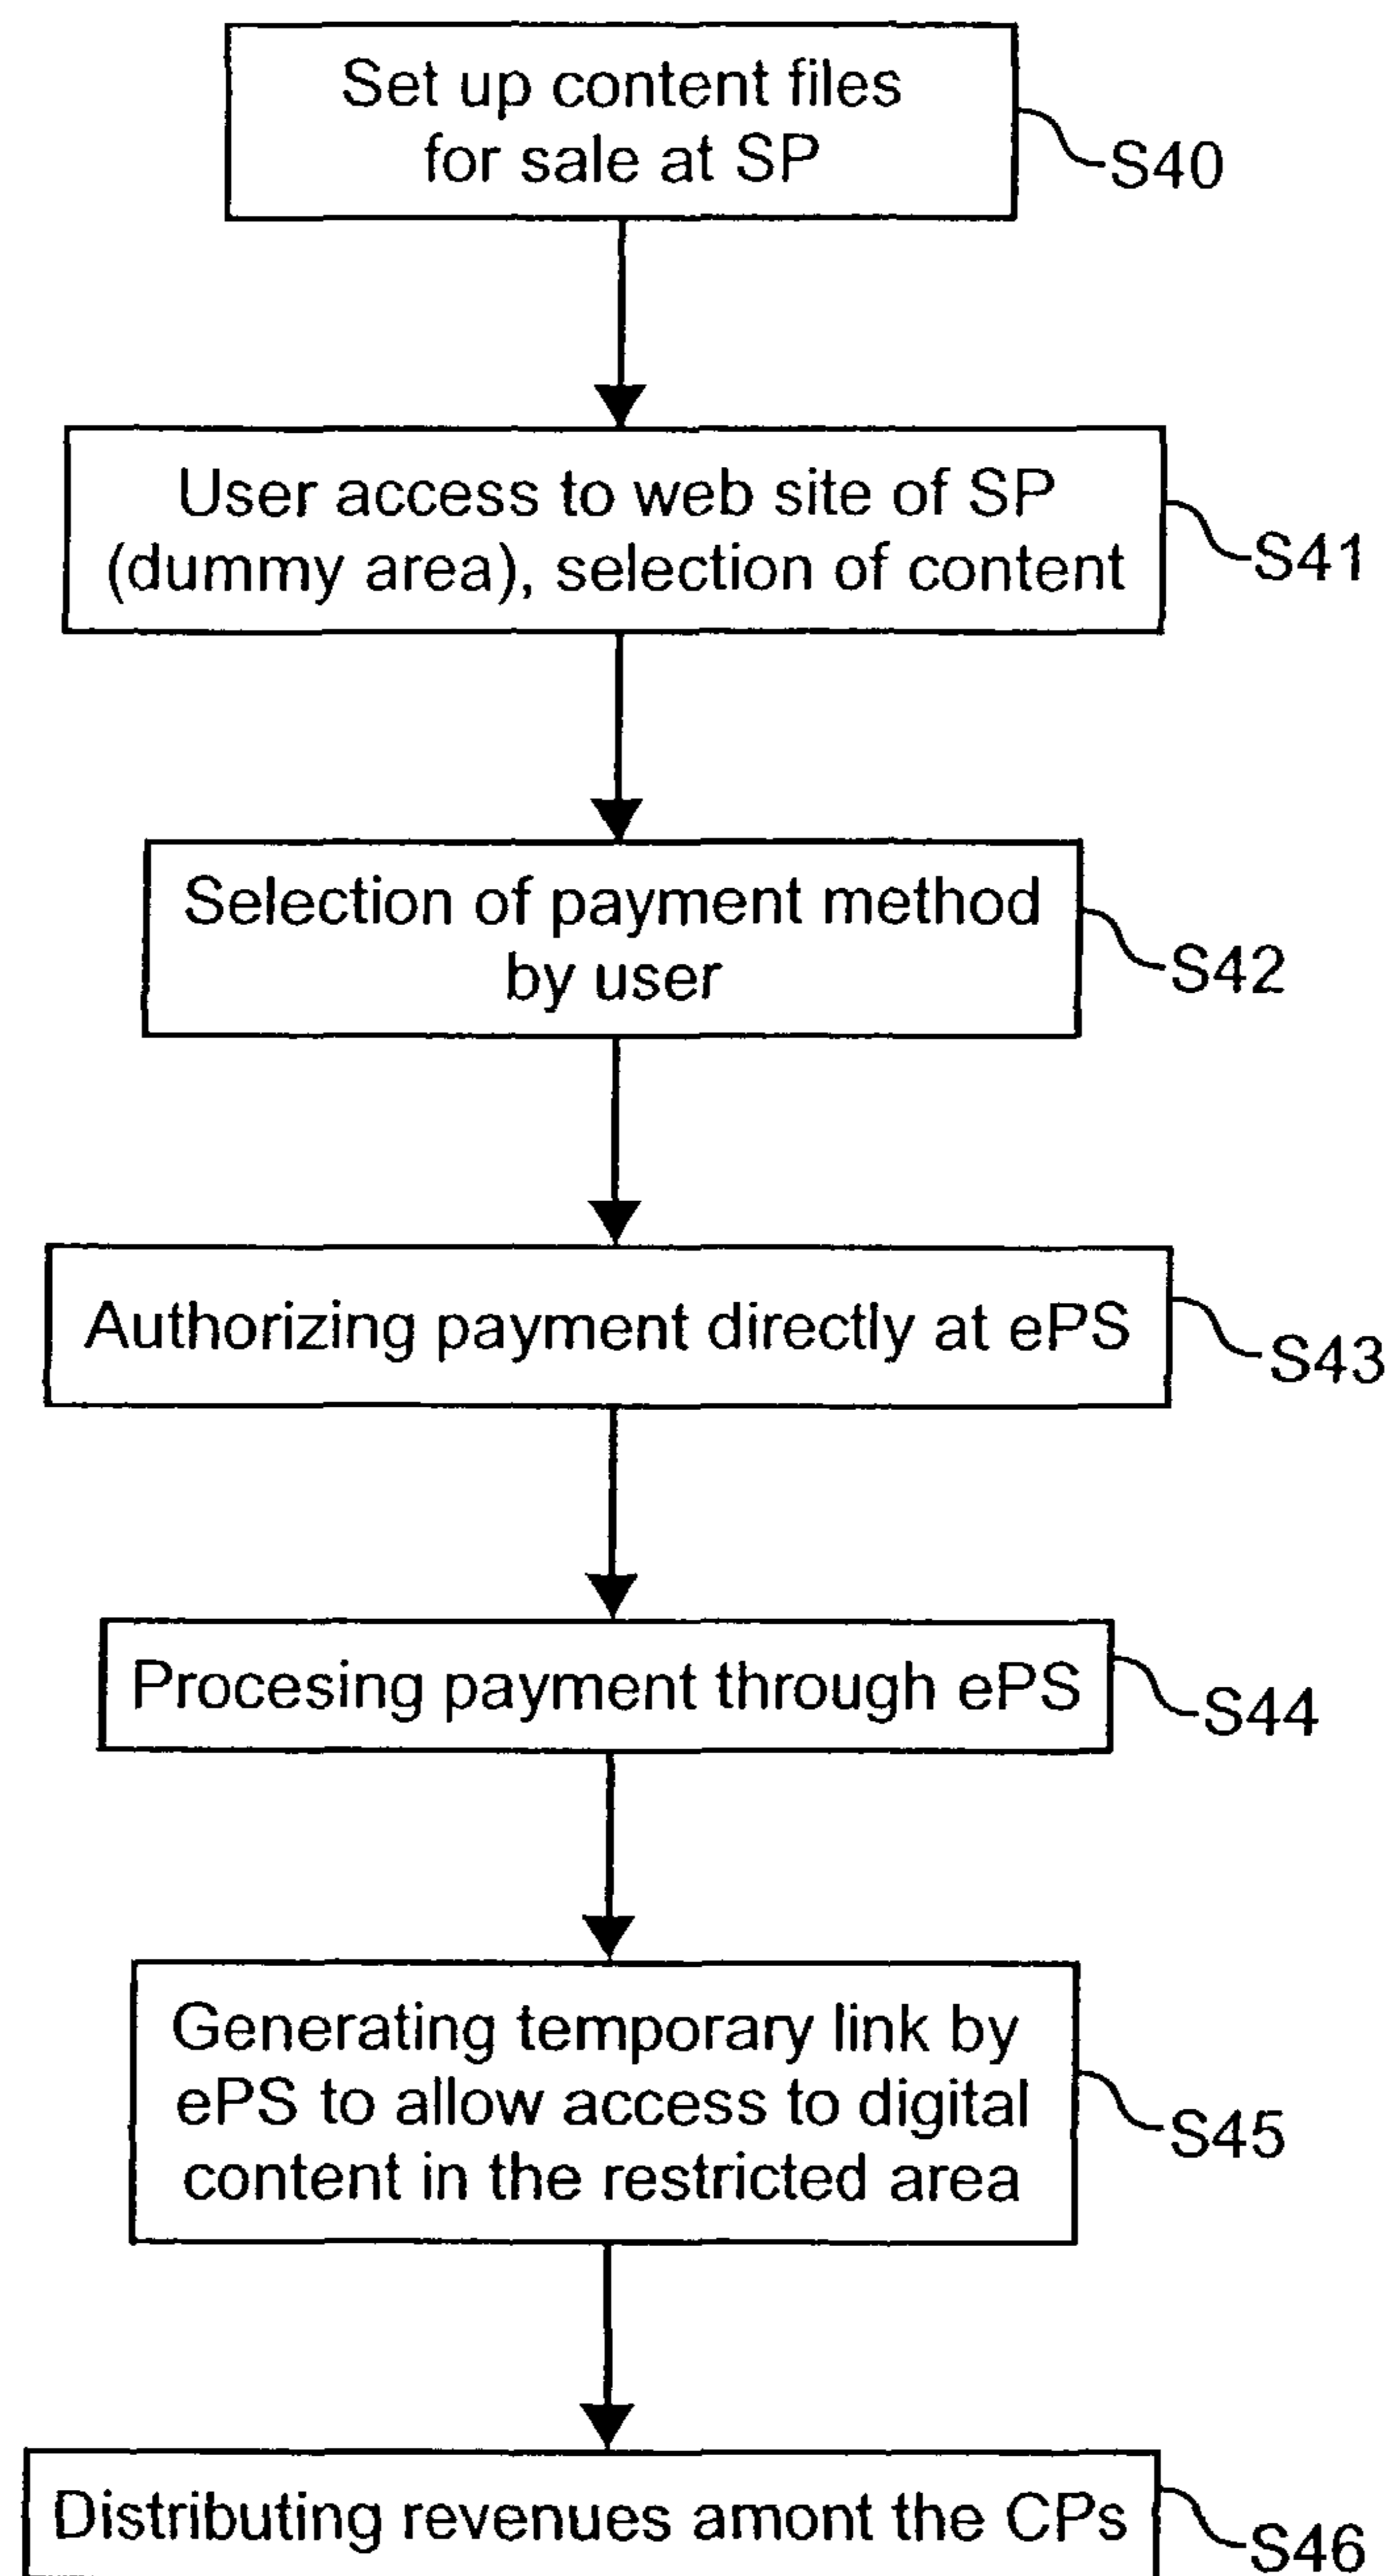 Set up content files
for sale at SP
S40
User access to web site of SP
(dummy area), selection of content
S41
Selection of payment method
by user
S42
Authorizing payment directly at ePS
S43
Procesing payment through ePS
S44
Generating temporary link by
ePS to allow access to digital
content in the restricted area
S45
Distributing revenues amont the CPs
S46